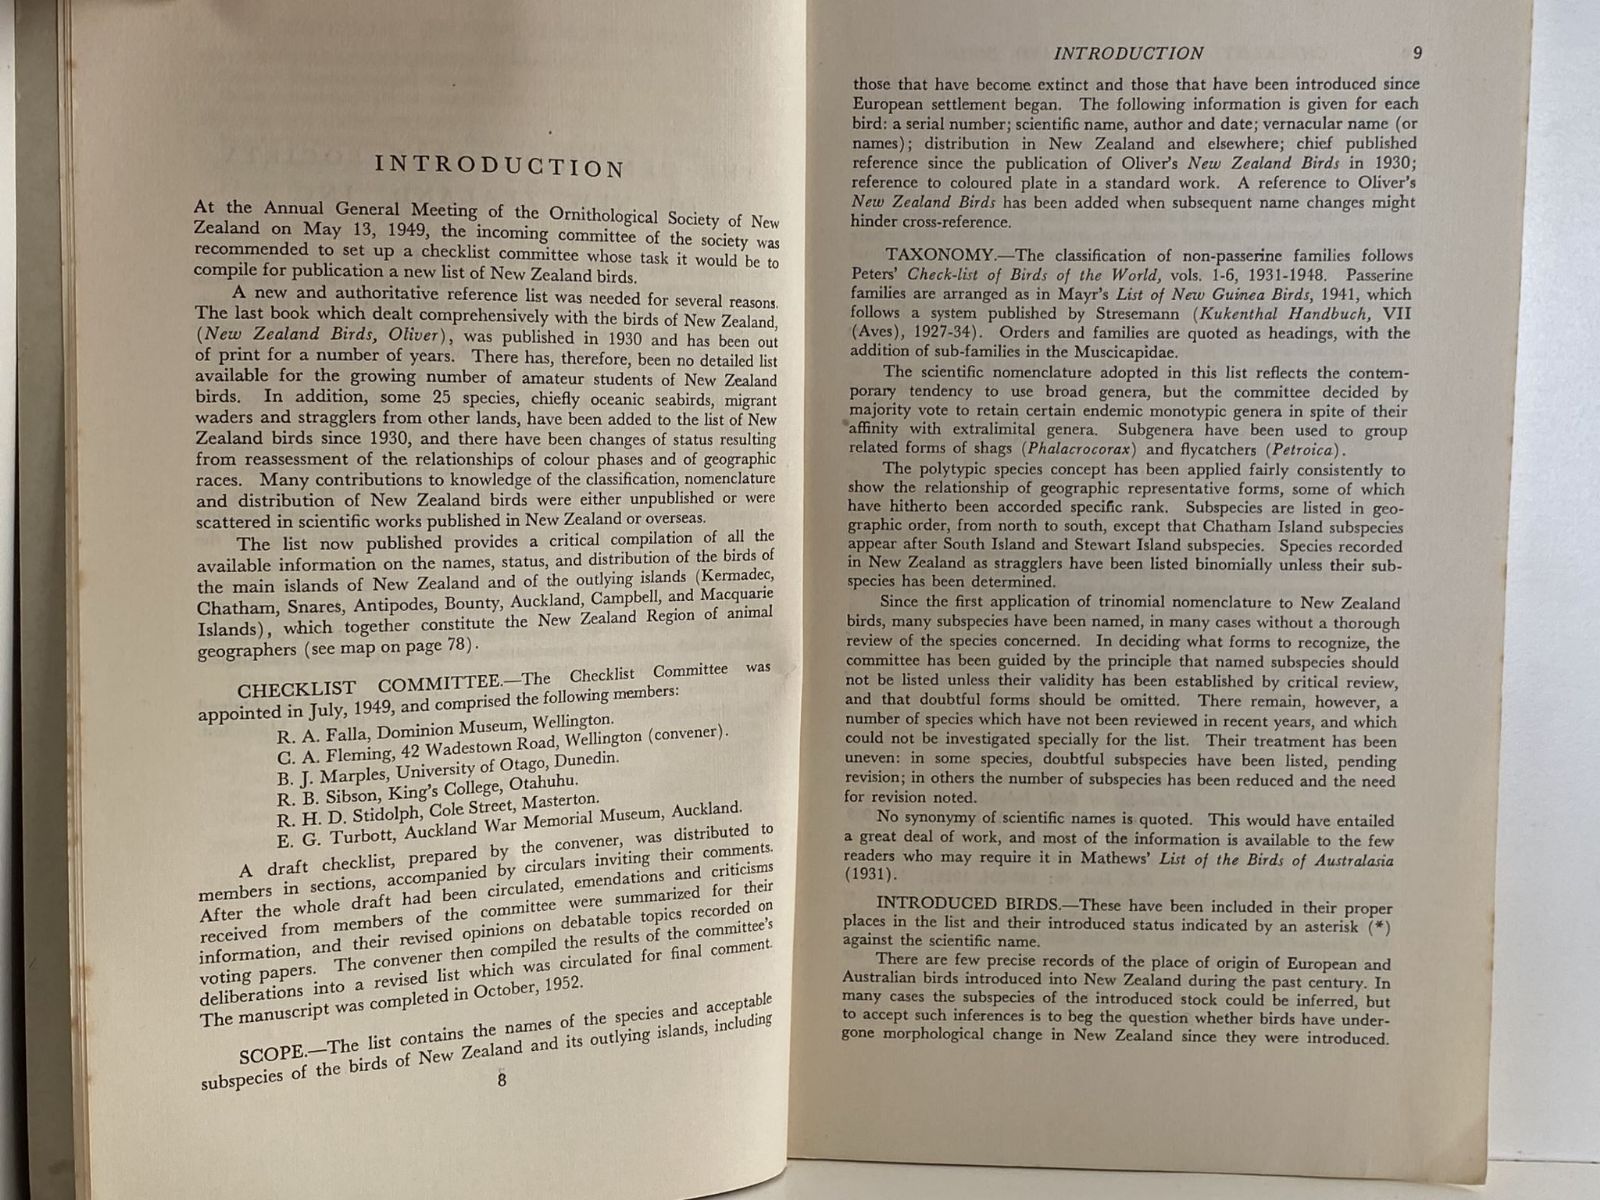 INTRODUCTION
At the Annual General Meeting of the Ornithological Society of New
Zealand on May 13, 1949, the incoming committee of the society was
recommended to set up a checklist committee whose task it would be to
compile for publication a new list of New Zealand birds.
A new and authoritative reference list was needed for several reasons.
The last book which dealt comprehensively with the birds of New Zealand,
(New Zealand Birds, Oliver), was published in 1930 and has been out
of print for a number of years. There has, therefore, been no detailed list
available for the growing number of amateur students of New Zealand
birds. In addition, some 25 species, chiefly oceanic seabirds, migrant
waders and stragglers from other lands, have been added to the list of New
Zealand birds since 1930, and there have been changes of status resulting
from reassessment of the relationships of colour phases and of geographic
races. Many contributions to knowledge of the classification, nomenclature
and distribution of New Zealand birds were either unpublished or were
scattered in scientific works published in New Zealand or overseas.
The list now published provides a critical compilation of all the
available information on the names, status, and distribution of the birds of
the main islands of New Zealand and of the outlying islands (Kermadec,
Chatham, Snares, Antipodes, Bounty, Auckland, Campbell, and Macquarie
Islands), which together constitute the New Zealand Region of animal
geographers (see map on page 78).
CHECKLIST COMMITTEE.—The Checklist Committee was
appointed in July, 1949, and comprised the following members:
R. A. Falla, Dominion Museum, Wellington.
C. A. Fleming, 42 Wadestown Road, Wellington (convener).
B. J. Marples, University of Otago, Dunedin.
R. B. Sibson, King's College, Otahuhu.
R. H. D. Stidolph, Cole Street, Masterton.
E. G. Turbott, Auckland War Memorial Museum, Auckland.
A draft checklist, prepared by the convener, was distributed to
members in sections, accompanied by circulars inviting their comments.
After the whole draft had been circulated, emendations and criticisms
received from members of the committee were summarized for their
information, and their revised opinions on debatable topics recorded on
voting papers. The convener then compiled the results of the committee's
deliberations into a revised list which was circulated for final comment.
The manuscript was completed in October, 1952.
SCOPE.—The list contains the names of the species and acceptable
subspecies of the birds of New Zealand and its outlying islands, including
8
INTRODUCTION 9
those that have become extinct and those that have been introduced since
European settlement began. The following information is given for each
bird: a serial number; scientific name, author and date; vernacular name (or
names); distribution in New Zealand and elsewhere; chief published
reference since the publication of Oliver's New Zealand Birds in 1930;
reference to coloured plate in a standard work. A reference to Oliver's
New Zealand Birds has been added when subsequent name changes might
hinder cross-reference.
TAXONOMY.—The classification of non-passerine families follows
Peters' Check-list of Birds of the World, vols. 1-6, 1931-1948. Passerine
families are arranged as in Mayr's List of New Guinea Birds, 1941, which
follows a system published by Stresemann (Kukenthal Handbuch, VII
(Aves), 1927-34). Orders and families are quoted as headings, with the
addition of sub-families in the Muscicapidae.
The scientific nomenclature adopted in this list reflects the contem-
porary tendency to use broad genera, but the committee decided by
majority vote to retain certain endemic monotypic genera in spite of their
affinity with extralimital genera. Subgenera have been used to group
related forms of shags (Phalacrocorax) and flycatchers (Petroica).
The polytypic species concept has been applied fairly consistently to
show the relationship of geographic representative forms, some of which
have hitherto been accorded specific rank. Subspecies are listed in geo-
graphic order, from north to south, except that Chatham Island subspecies
appear after South Island and Stewart Island subspecies. Species recorded
in New Zealand as stragglers have been listed binomially unless their sub-
species has been determined.
Since the first application of trinomial nomenclature to New Zealand
birds, many subspecies have been named, in many cases without a thorough
review of the species concerned. In deciding what forms to recognize, the
committee has been guided by the principle that named subspecies should
not be listed unless their validity has been established by critical review,
and that doubtful forms should be omitted. There remain, however, a
number of species which have not been reviewed in recent years, and which
could not be investigated specially for the list. Their treatment has been
uneven: in some species, doubtful subspecies have been listed, pending
revision; in others the number of subspecies has been reduced and the need
for revision noted.
No synonymy of scientific names is quoted. This would have entailed
a great deal of work, and most of the information is available to the few
readers who may require it in Mathews' List of the Birds of Australasia
(1931).
INTRODUCED BIRDS.—These have been included in their proper
places in the list and their introduced status indicated by an asterisk (*)
against the scientific name.
There are few precise records of the place of origin of European and
Australian birds introduced into New Zealand during the past century. In
many cases the subspecies of the introduced stock could be inferred, but
to accept such inferences is to beg the question whether birds have under-
gone morphological change in New Zealand since they were introduced.